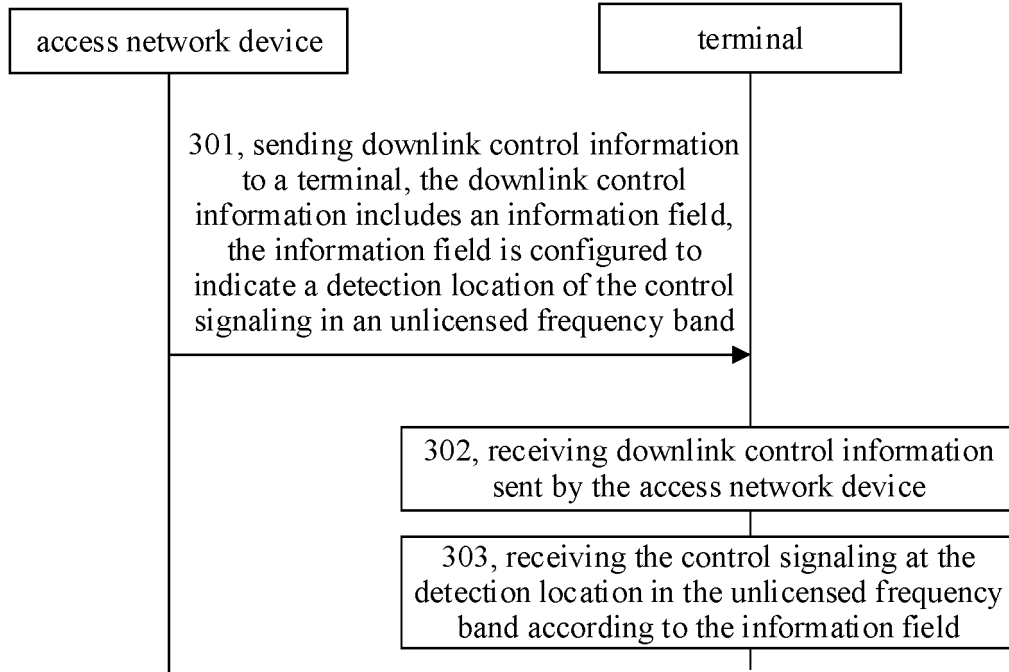 access network device
terminal
301, sending downlink control information
to a terminal, the downlink control
information includes an information field,
the information field is configured to
indicate a detection location of the control
signaling in an unlicensed frequency band
302, receiving downlink control information
sent by the access network device
303, receiving the control signaling at the
detection location in the unlicensed frequency
band according to the information field